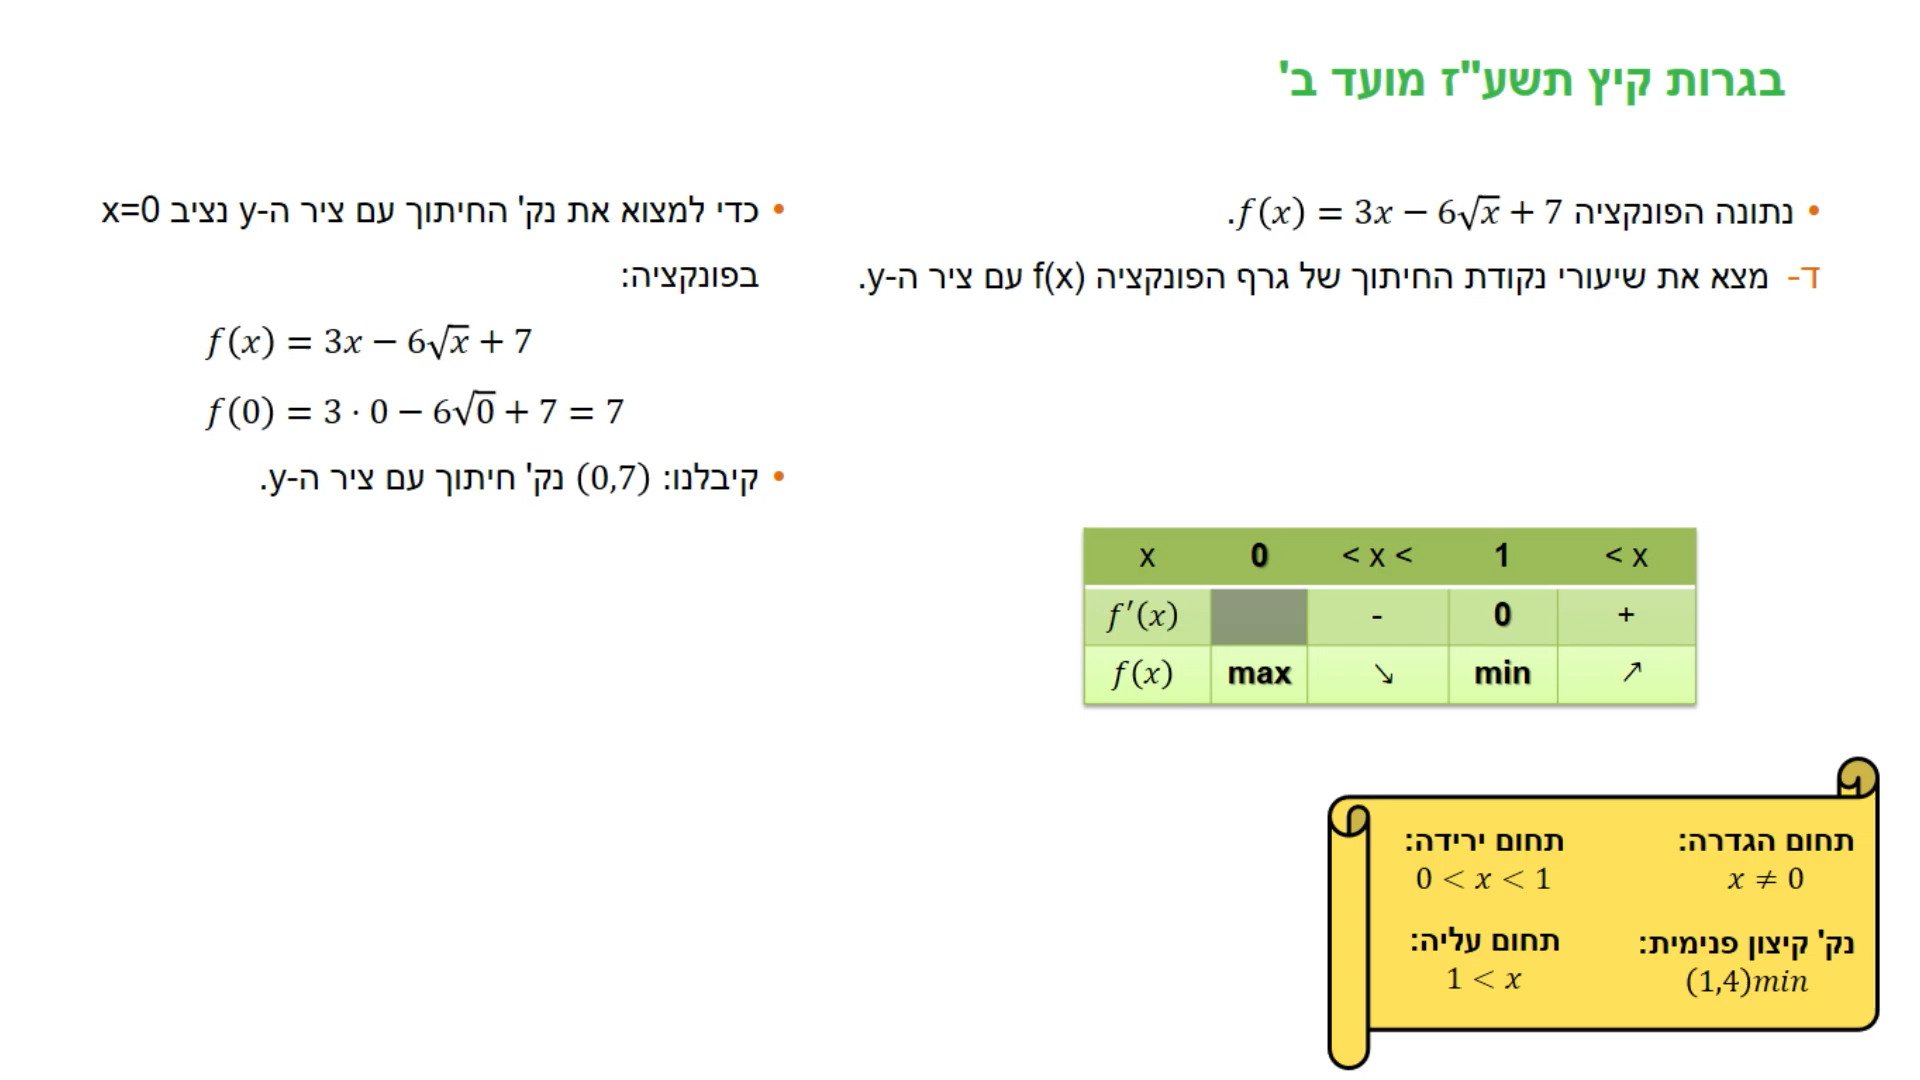 בגרות קיץ תשע"ז מועד ב'
נתונה הפונקציה f(x) = 3x − 6√x + 7.
ד- מצא את שיעורי נקודת החיתוך של גרף הפונקציה f(x) עם ציר ה-y.
כדי למצוא את נק' החיתוך עם ציר ה-y נציב x=0
בפונקציה:
f(x) = 3x − 6√x + 7
f(0) = 3 · 0 − 6√0 + 7 = 7
קיבלנו: (0,7) נק' חיתוך עם ציר ה-y.
x 0 < x < 1 < x
f′(x) - 0 +
f(x) max ↘ min ↗
תחום הגדרה:
x ≠ 0
נק' קיצון פנימית:
(1,4)min
תחום ירידה:
0 < x < 1
תחום עליה:
1 < x